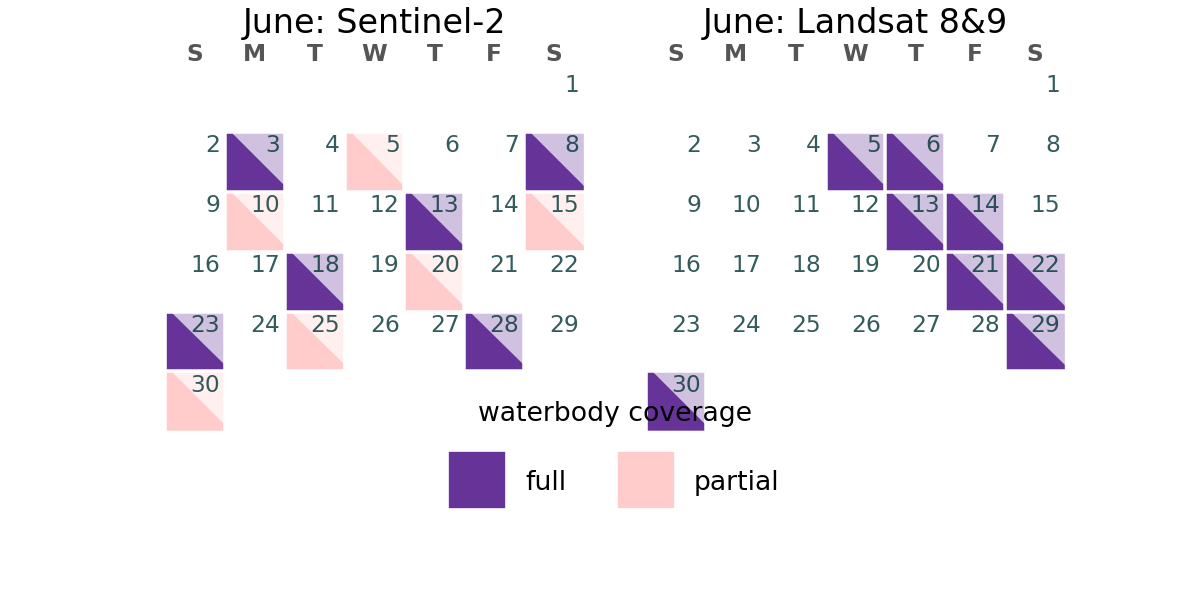 June: Sentinel-2
S M T W T F S
1
2 3 4 5 6 7 8
9 10 11 12 13 14 15
16 17 18 19 20 21 22
23 24 25 26 27 28 29
30
June: Landsat 8&9
S M T W T F S
1
2 3 4 5 6 7 8
9 10 11 12 13 14 15
16 17 18 19 20 21 22
23 24 25 26 27 28 29
30
waterbody coverage
full partial